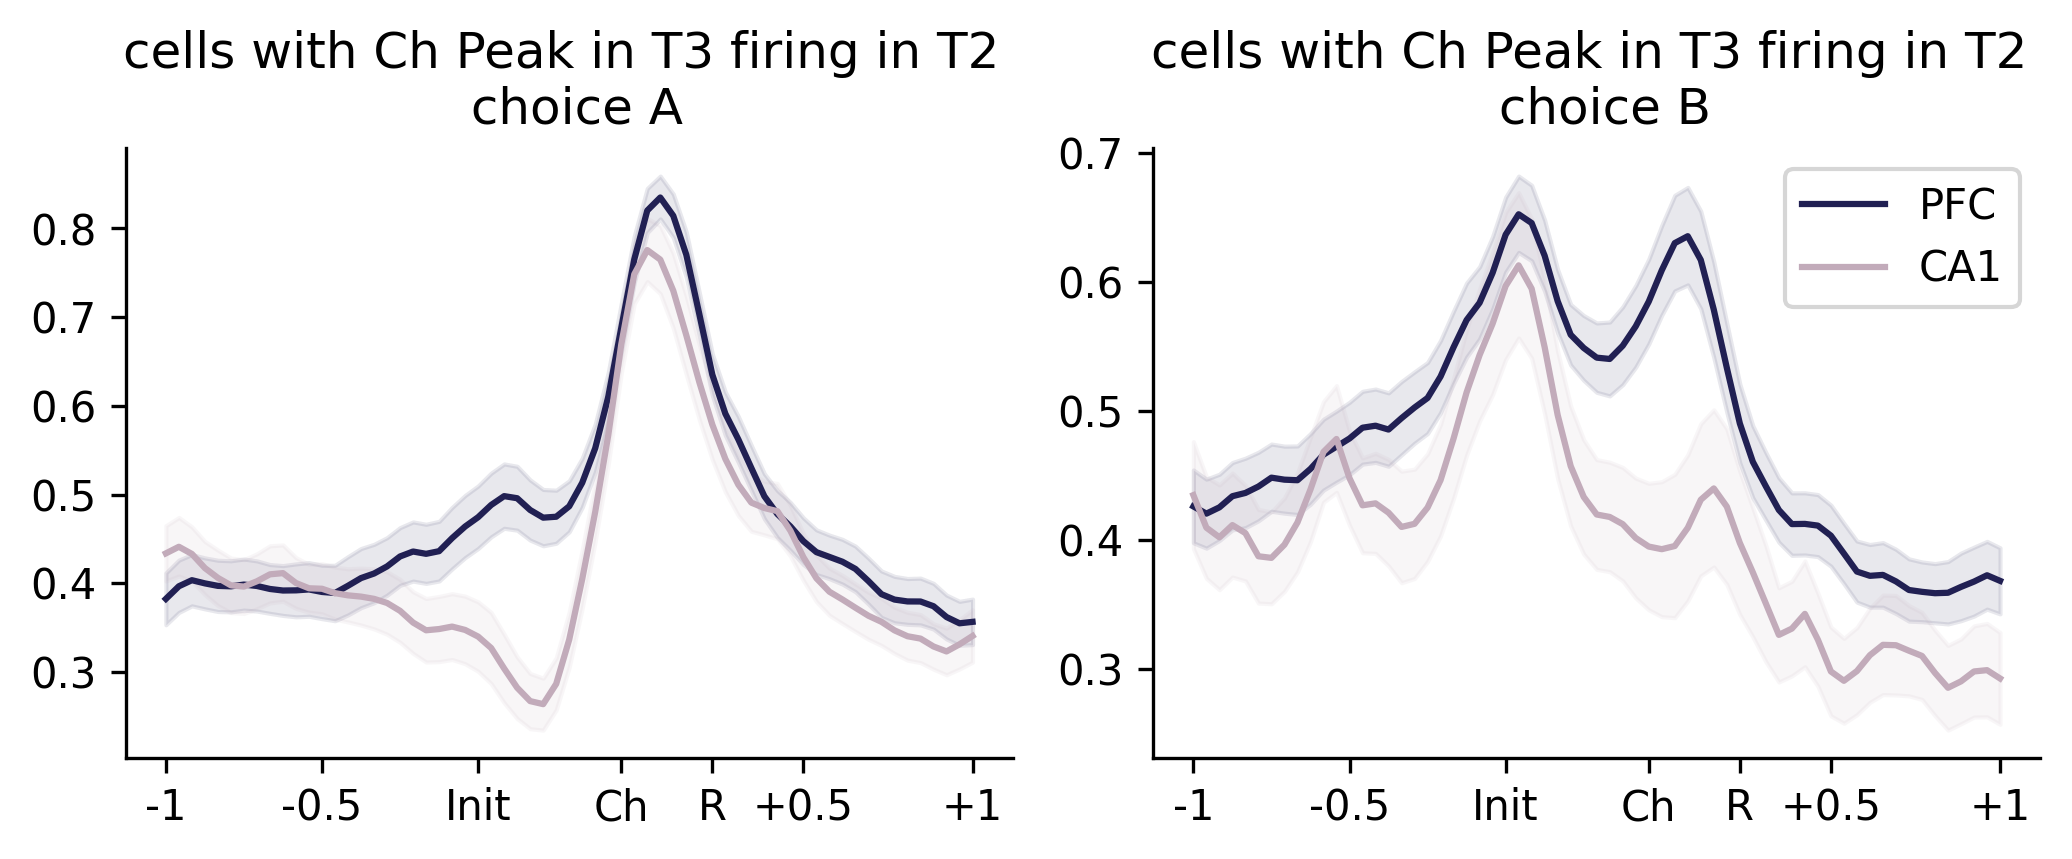 cells with Ch Peak in T3 firing in T2
choice A
0.8
0.7
0.6
0.5
0.4
0.3
-1 -0.5 Init Ch R +0.5 +1
cells with Ch Peak in T3 firing in T2
choice B
0.7
0.6
0.5
0.4
0.3
PFC
CA1
-1 -0.5 Init Ch R +0.5 +1